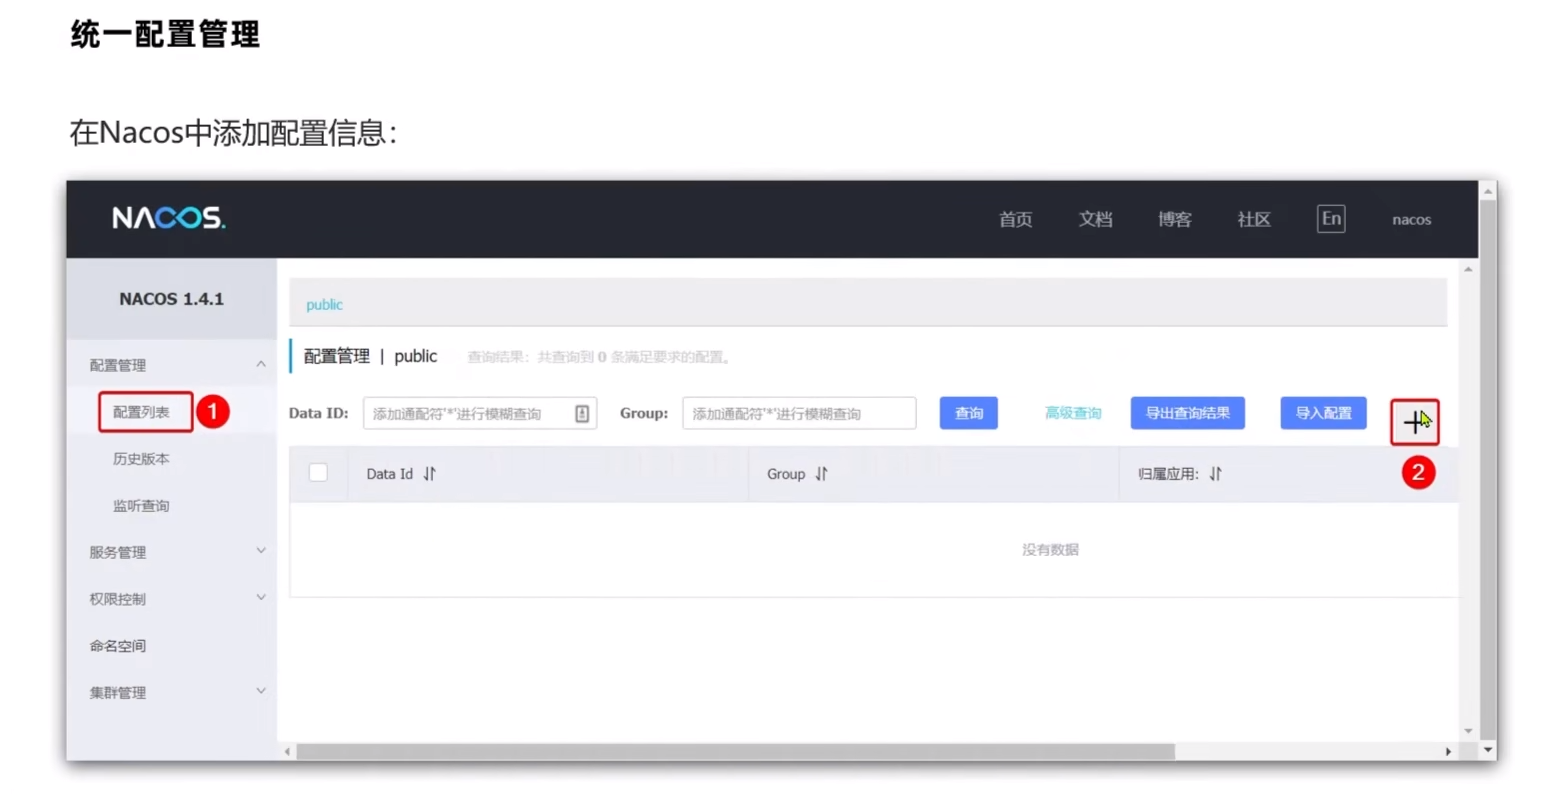 统一配置管理
在Nacos中添加配置信息：
NACOS.
首页 文档 博客 社区 En nacos
NACOS 1.4.1
public
配置管理
配置管理 | public 查询结果：共查询到 0 条满足要求的配置。
配置列表 1
Data ID: 添加通配符'*'进行模糊查询 Group: 添加通配符'*'进行模糊查询 查询 高级查询 导出查询结果 导入配置 +
2
历史版本
Data Id Group 归属应用:
监听查询
服务管理
没有数据
权限控制
命名空间
集群管理